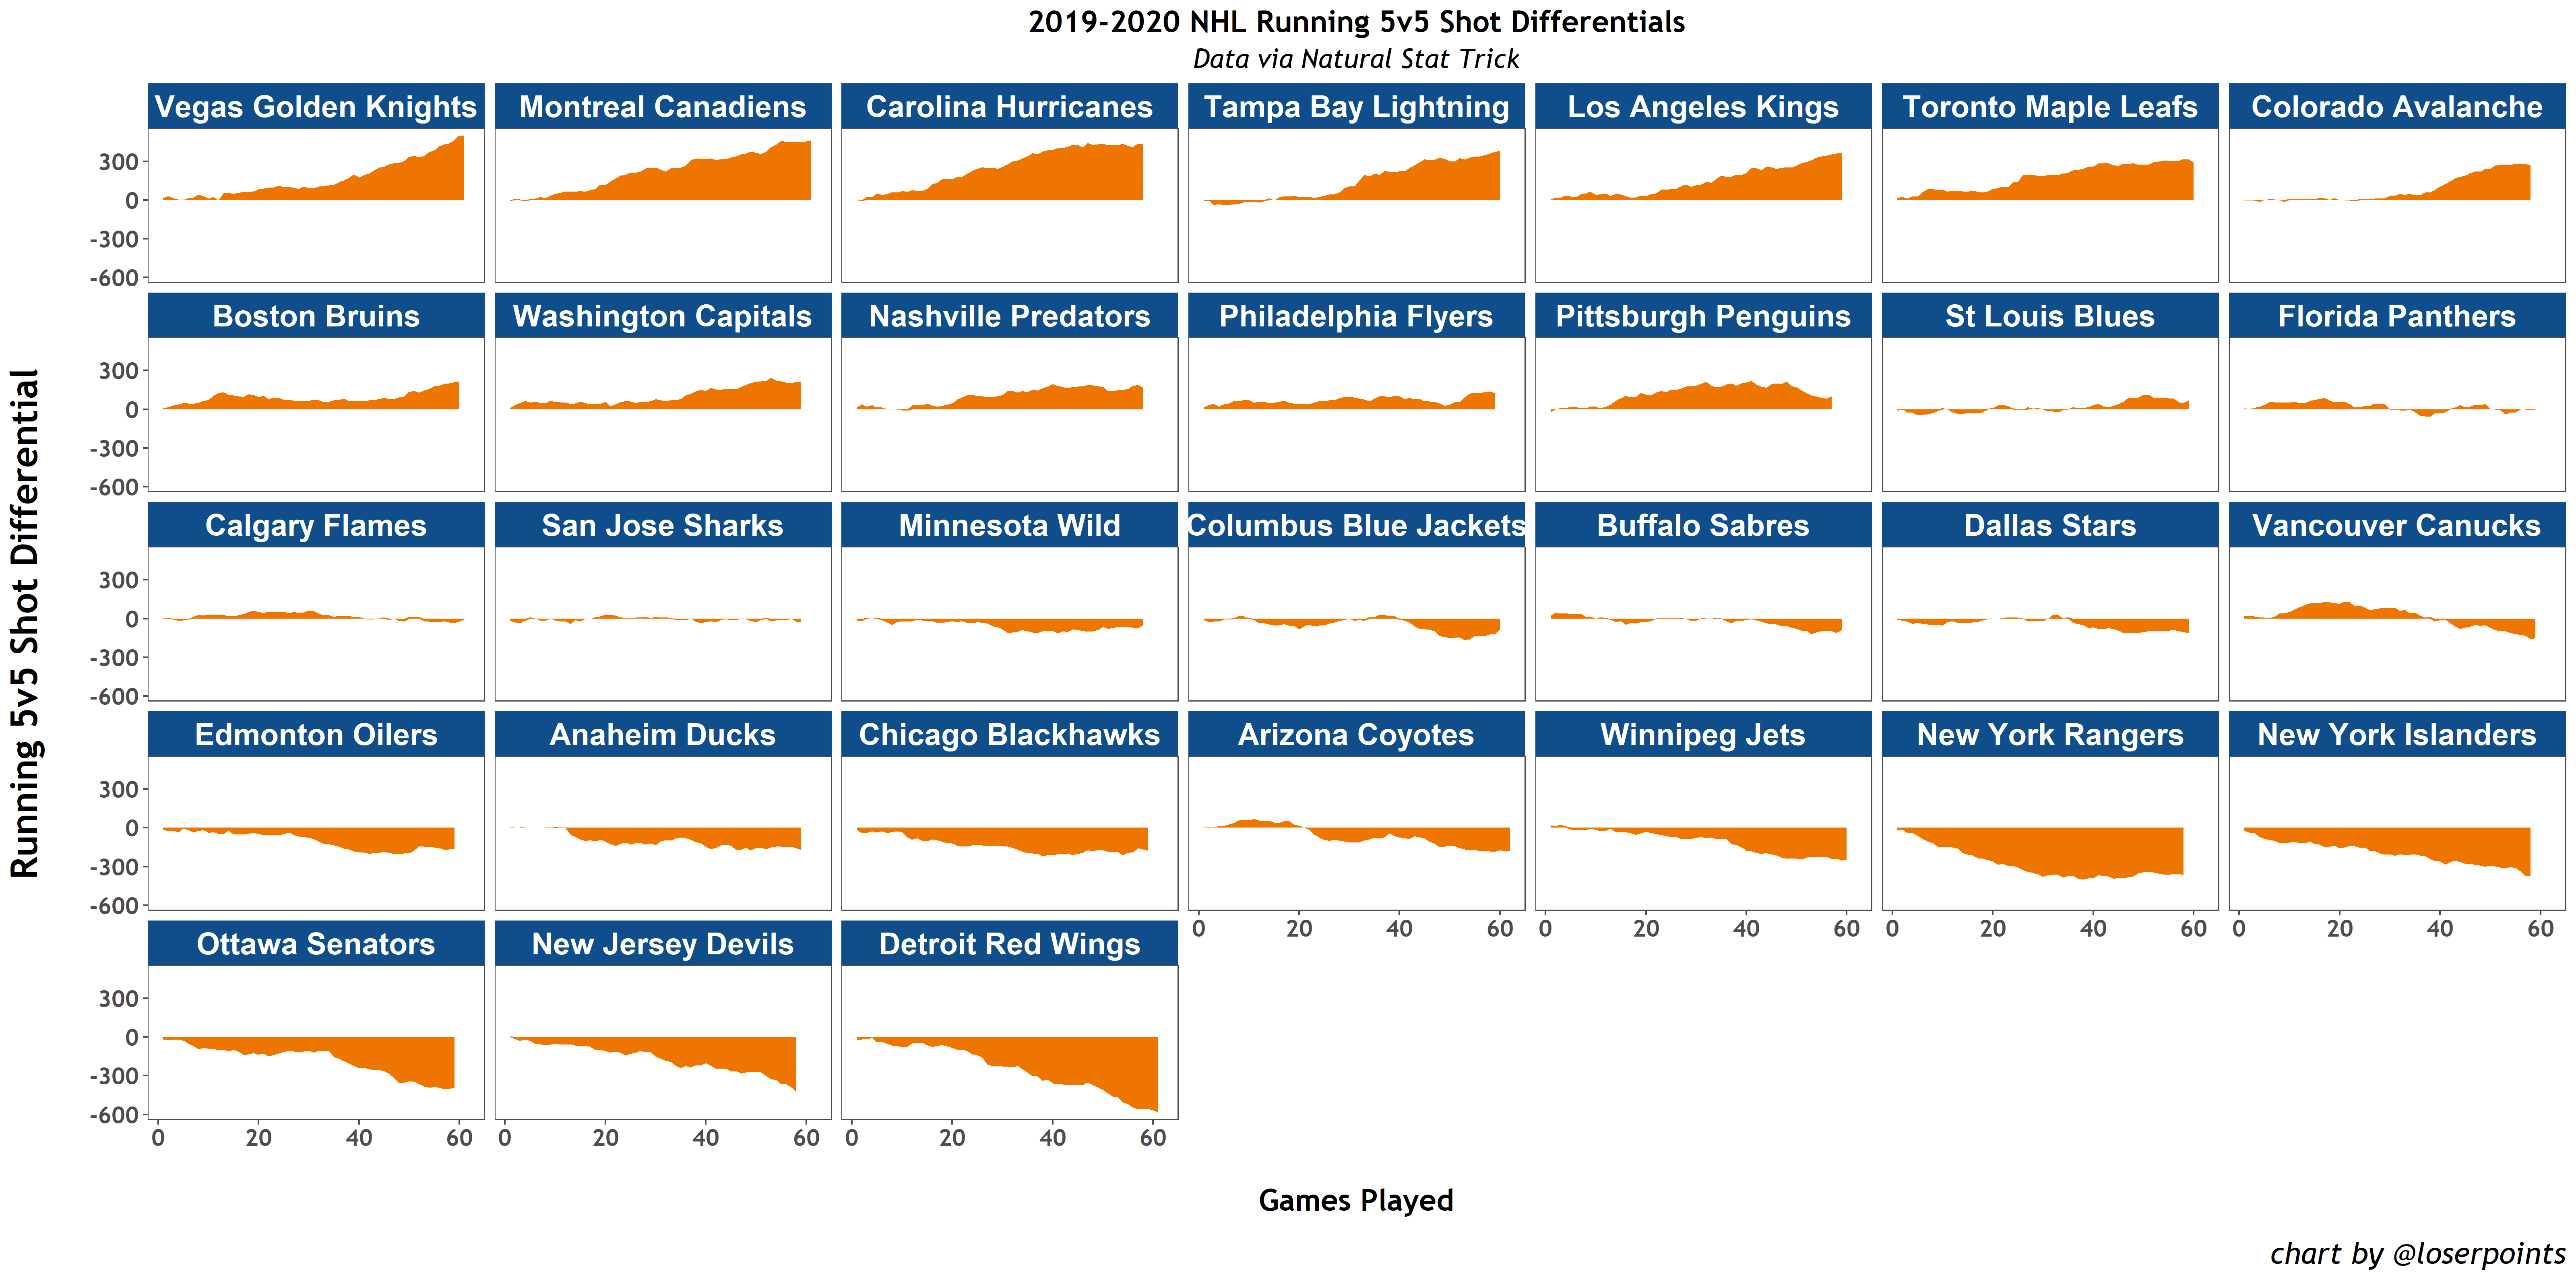 2019-2020 NHL Running 5v5 Shot Differentials
Data via Natural Stat Trick
Running 5v5 Shot Differential
Vegas Golden Knights Montreal Canadiens Carolina Hurricanes Tampa Bay Lightning Los Angeles Kings Toronto Maple Leafs Colorado Avalanche
300
0
-300
-600
Boston Bruins Washington Capitals Nashville Predators Philadelphia Flyers Pittsburgh Penguins St Louis Blues Florida Panthers
300
0
-300
-600
Calgary Flames San Jose Sharks Minnesota Wild Columbus Blue Jackets Buffalo Sabres Dallas Stars Vancouver Canucks
300
0
-300
-600
Edmonton Oilers Anaheim Ducks Chicago Blackhawks Arizona Coyotes Winnipeg Jets New York Rangers New York Islanders
300
0
-300
-600
0 20 40 60 0 20 40 60 0 20 40 60 0 20 40 60
Ottawa Senators New Jersey Devils Detroit Red Wings
300
0
-300
-600
0 20 40 60 0 20 40 60 0 20 40 60
Games Played
chart by @loserpoints